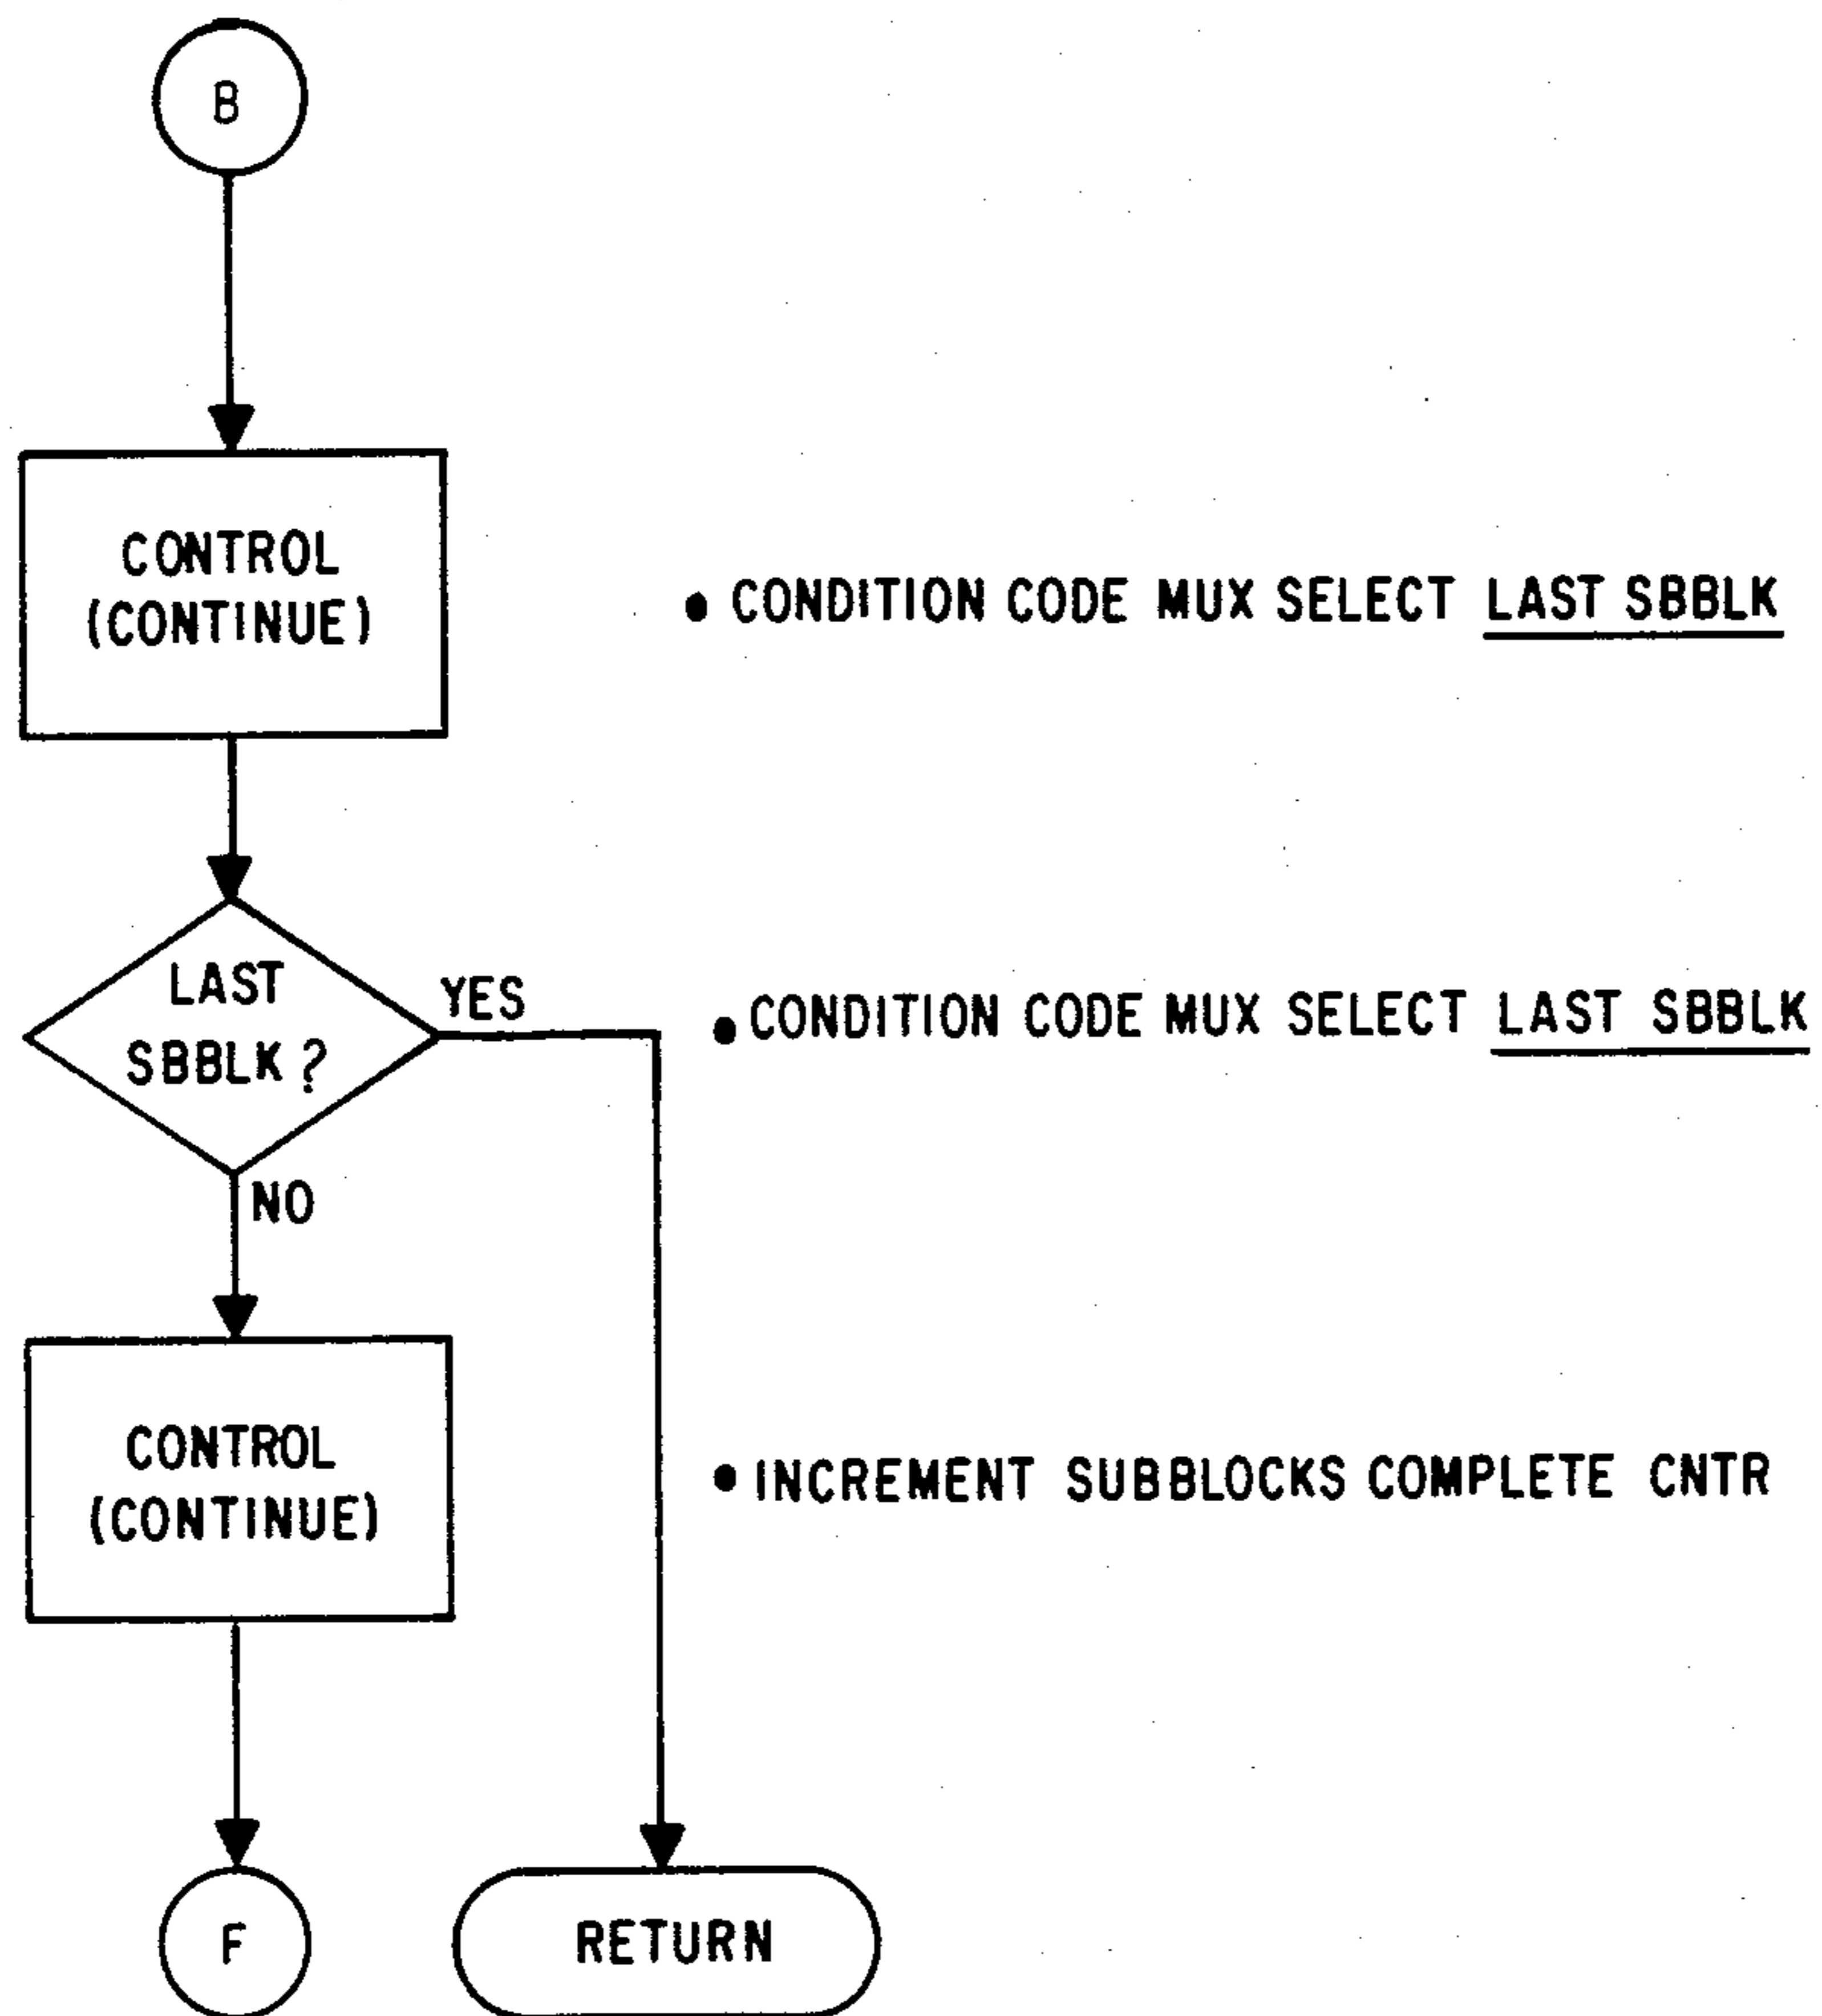 B
CONTROL
(CONTINUE)
• CONDITION CODE MUX SELECT LAST SBBLK
LAST
SBBLK ?
YES
• CONDITION CODE MUX SELECT LAST SBBLK
NO
CONTROL
(CONTINUE)
• INCREMENT SUBBLOCKS COMPLETE CNTR
F
RETURN